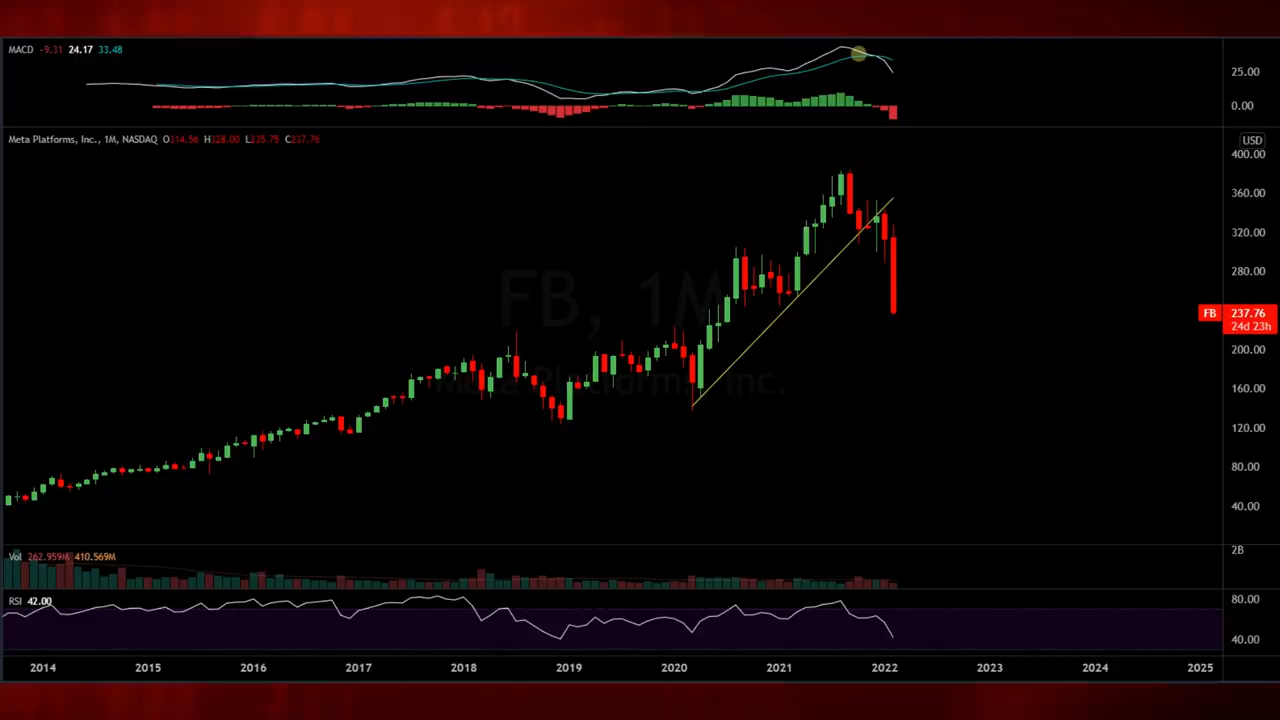 MACD -9.31 24.17 33.48
25.00
0.00
Meta Platforms, Inc., 1M, NASDAQ O314.56 H328.00 L235.75 C237.76
USD
400.00
360.00
320.00
280.00
FB, 1M
FB 237.76
24d 23h
200.00
Meta Platforms, Inc.
160.00
120.00
80.00
40.00
Vol 262.959M 410.569M
2B
RSI 42.00
80.00
40.00
2014 2015 2016 2017 2018 2019 2020 2021 2022 2023 2024 2025